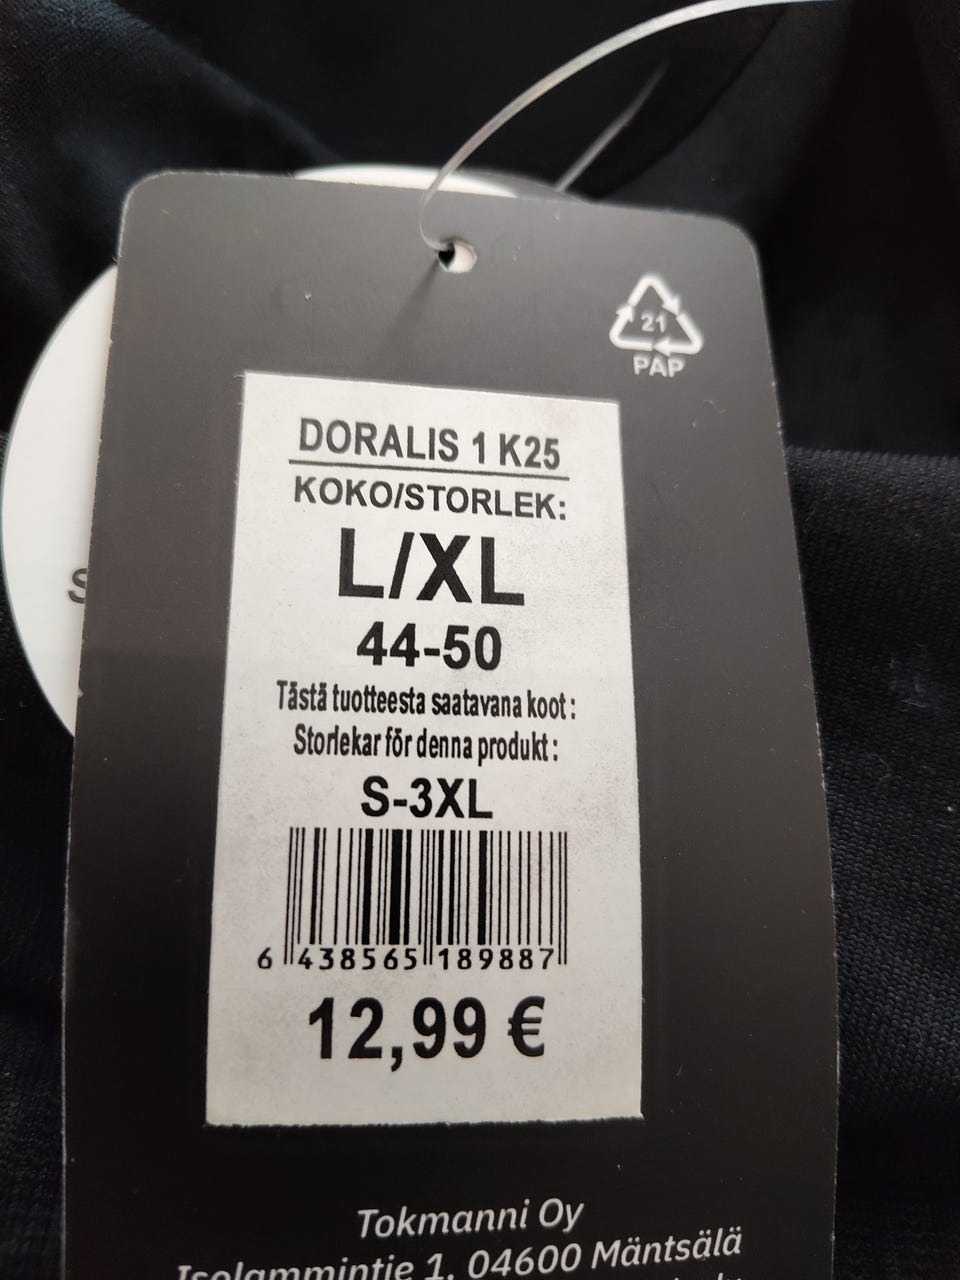 21
PAP
DORALIS 1 K25
KOKO/STORLEK:
L/XL
44-50
Tästä tuotteesta saatavana koot :
Storlekar för denna produkt :
S-3XL
6 438565 189887
12,99 €
Tokmanni Oy
Isolammintie 1, 04600 Mäntsälä